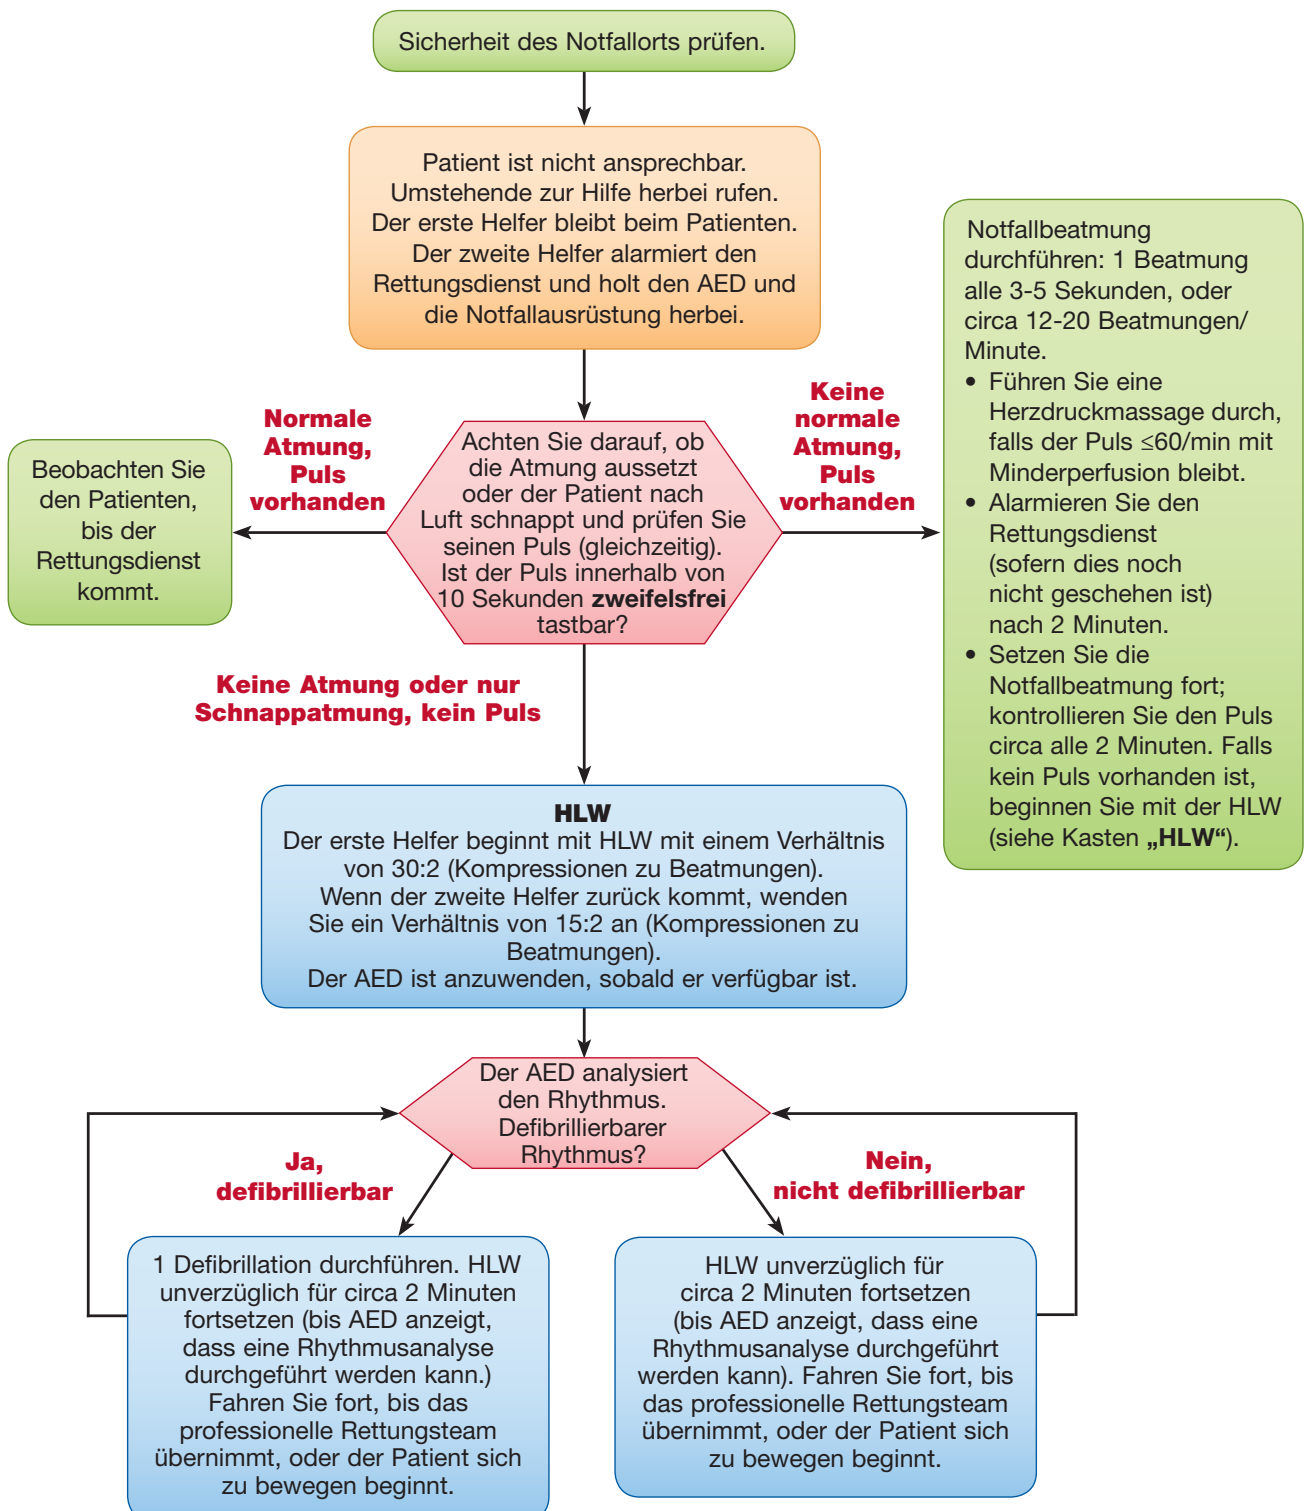 Sicherheit des Notfallorts prüfen.
Patient ist nicht ansprechbar.
Umstehende zur Hilfe herbei rufen.
Der erste Helfer bleibt beim Patienten.
Der zweite Helfer alarmiert den
Rettungsdienst und holt den AED und
die Notfallausrüstung herbei.
Normale
Atmung,
Puls
vorhanden
Beobachten Sie
den Patienten,
bis der
Rettungsdienst
kommt.
Achten Sie darauf, ob
die Atmung aussetzt
oder der Patient nach
Luft schnappt und prüfen Sie
seinen Puls (gleichzeitig).
Ist der Puls innerhalb von
10 Sekunden zweifelsfrei
tastbar?
Keine
normale
Atmung,
Puls
vorhanden
Notfallbeatmung
durchführen: 1 Beatmung
alle 3-5 Sekunden, oder
circa 12-20 Beatmungen/
Minute.
• Führen Sie eine
Herzdruckmassage durch,
falls der Puls ≤60/min mit
Minderperfusion bleibt.
• Alarmieren Sie den
Rettungsdienst
(sofern dies noch
nicht geschehen ist)
nach 2 Minuten.
• Setzen Sie die
Notfallbeatmung fort;
kontrollieren Sie den Puls
circa alle 2 Minuten. Falls
kein Puls vorhanden ist,
beginnen Sie mit der HLW
(siehe Kasten „HLW“).
Keine Atmung oder nur
Schnappatmung, kein Puls
HLW
Der erste Helfer beginnt mit HLW mit einem Verhältnis
von 30:2 (Kompressionen zu Beatmungen).
Wenn der zweite Helfer zurück kommt, wenden
Sie ein Verhältnis von 15:2 an (Kompressionen zu
Beatmungen).
Der AED ist anzuwenden, sobald er verfügbar ist.
Der AED analysiert
den Rhythmus.
Defibrillierbarer
Rhythmus?
Ja,
defibrillierbar
Nein,
nicht defibrillierbar
1 Defibrillation durchführen. HLW
unverzüglich für circa 2 Minuten
fortsetzen (bis AED anzeigt,
dass eine Rhythmusanalyse
durchgeführt werden kann.)
Fahren Sie fort, bis das
professionelle Rettungsteam
übernimmt, oder der Patient sich
zu bewegen beginnt.
HLW unverzüglich für
circa 2 Minuten fortsetzen
(bis AED anzeigt, dass eine
Rhythmusanalyse durchgeführt
werden kann). Fahren Sie fort, bis
das professionelle Rettungsteam
übernimmt, oder der Patient sich
zu bewegen beginnt.